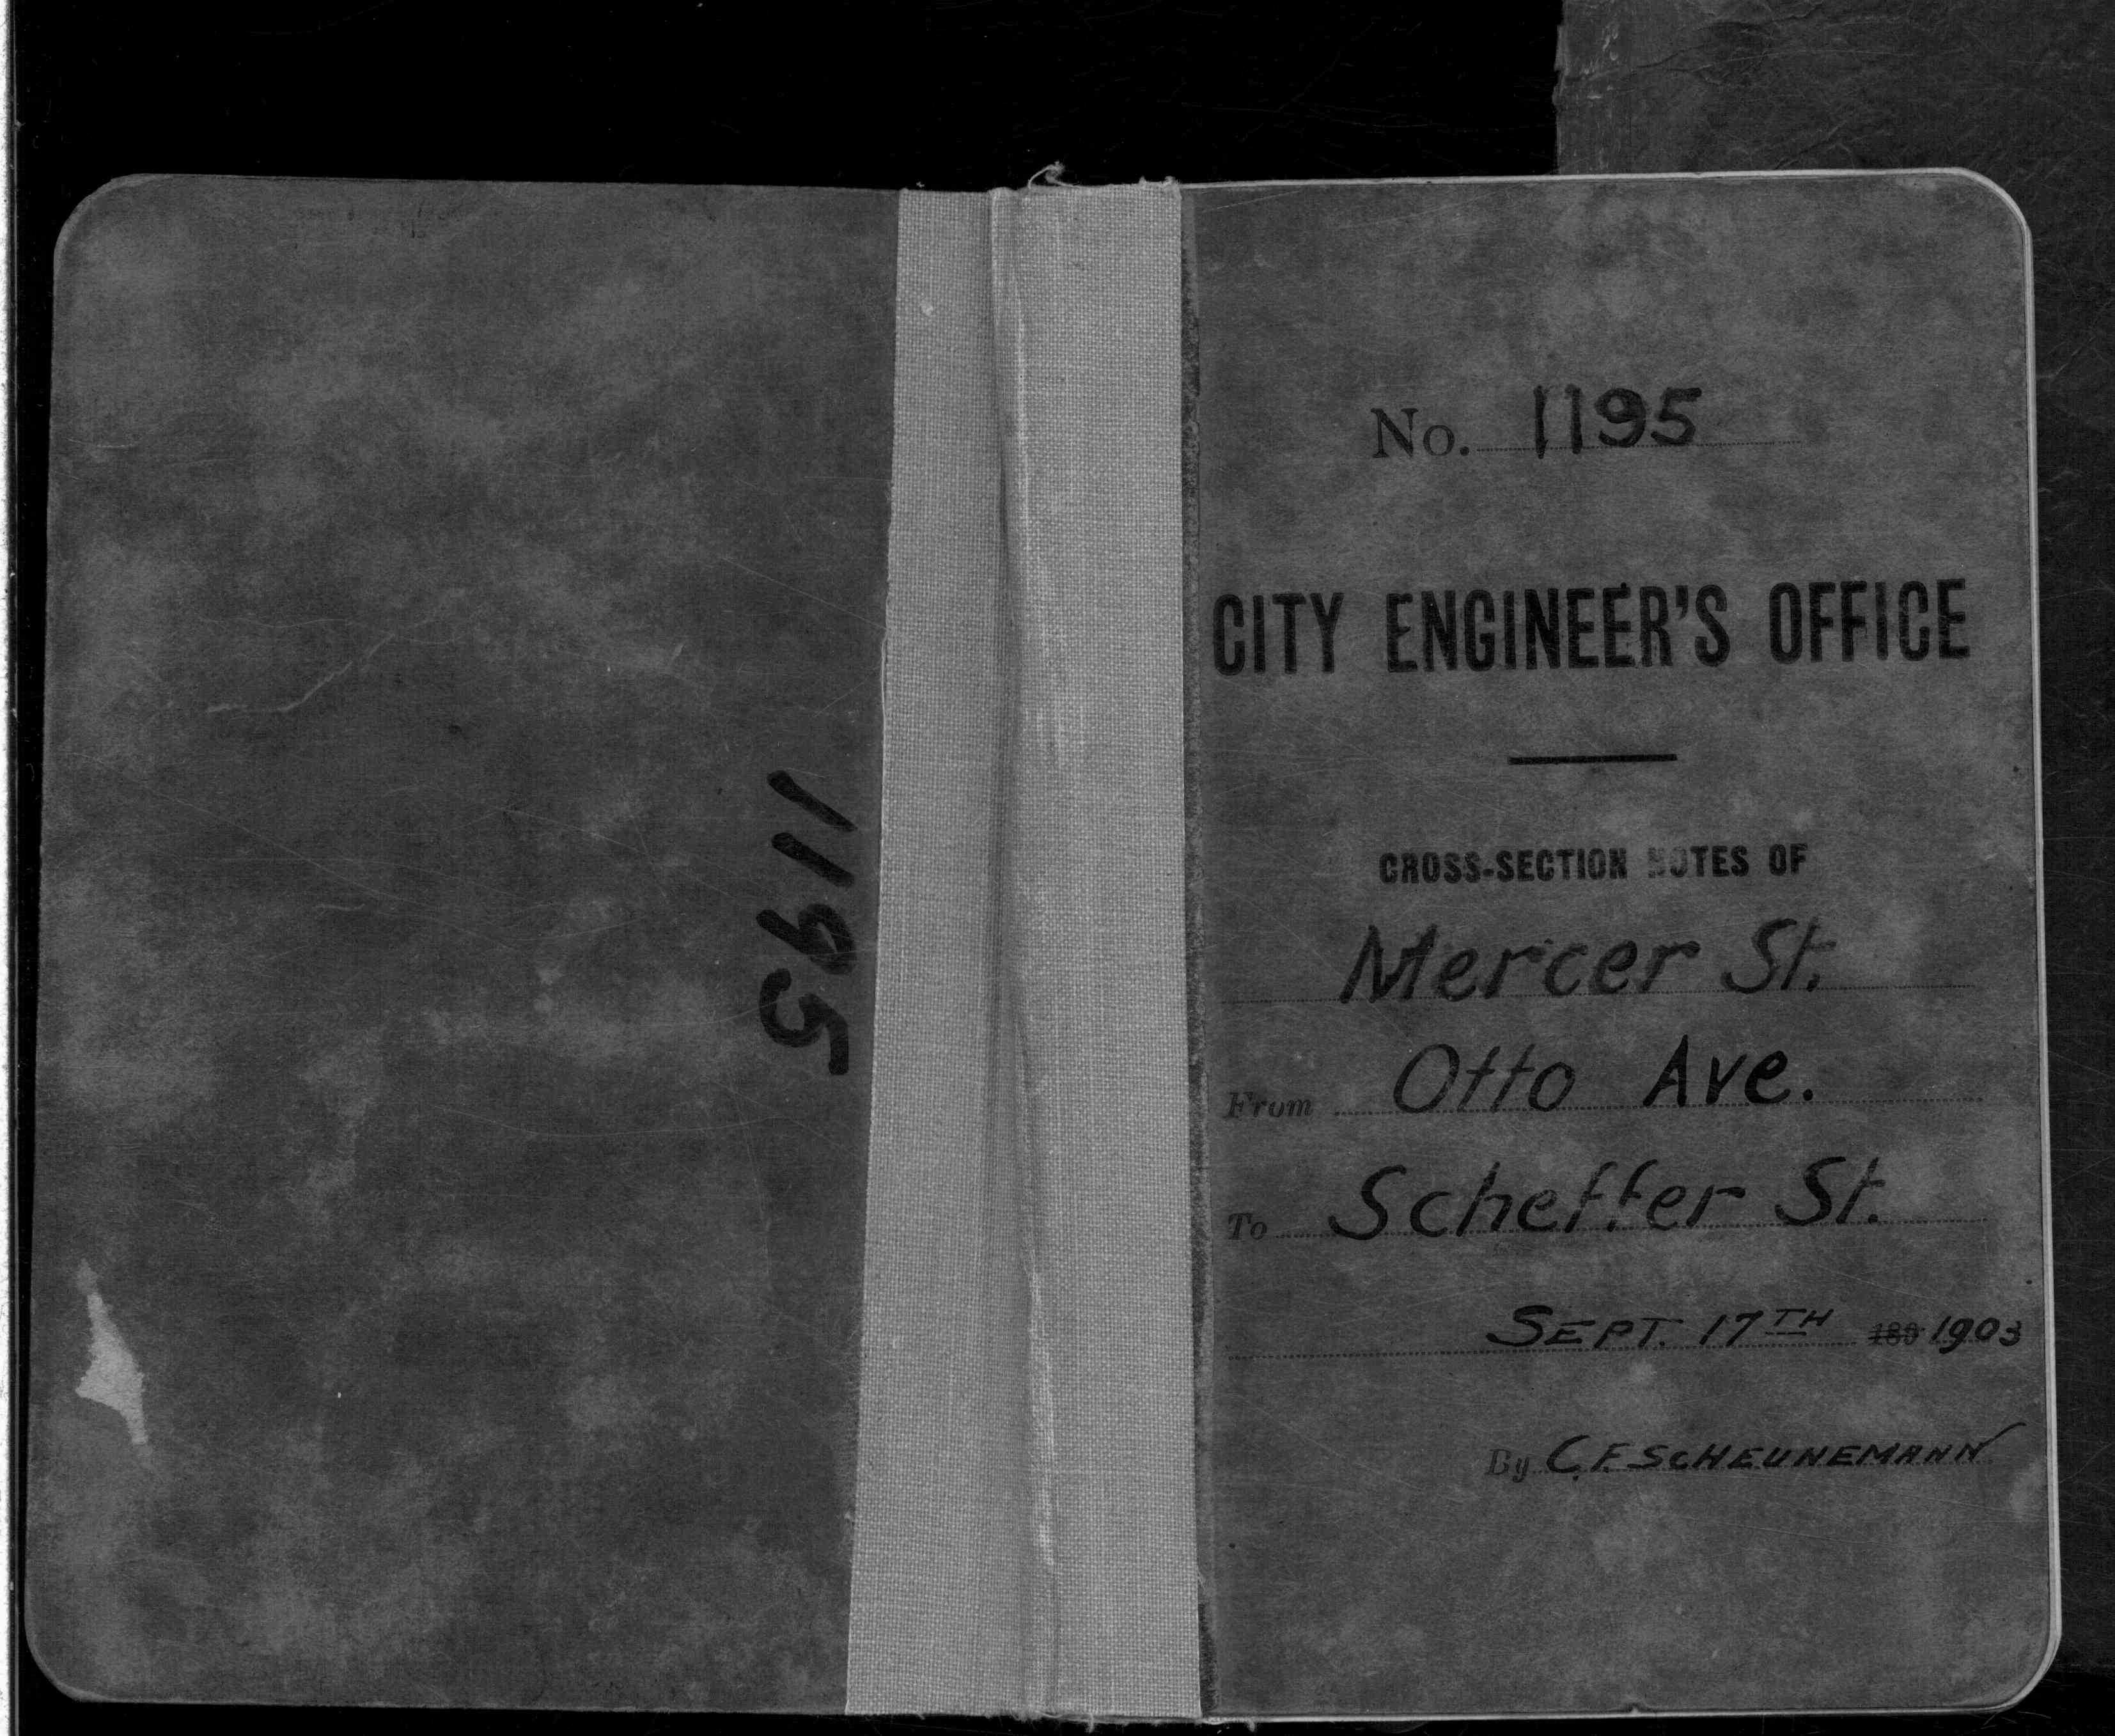 1195
No. 1195
CITY ENGINEER'S OFFICE
CROSS-SECTION NOTES OF
Mercer St.
From Otto Ave.
To Scheffer St.
SEPT. 17TH 189 1903
By C.F. SCHEUNEMANN